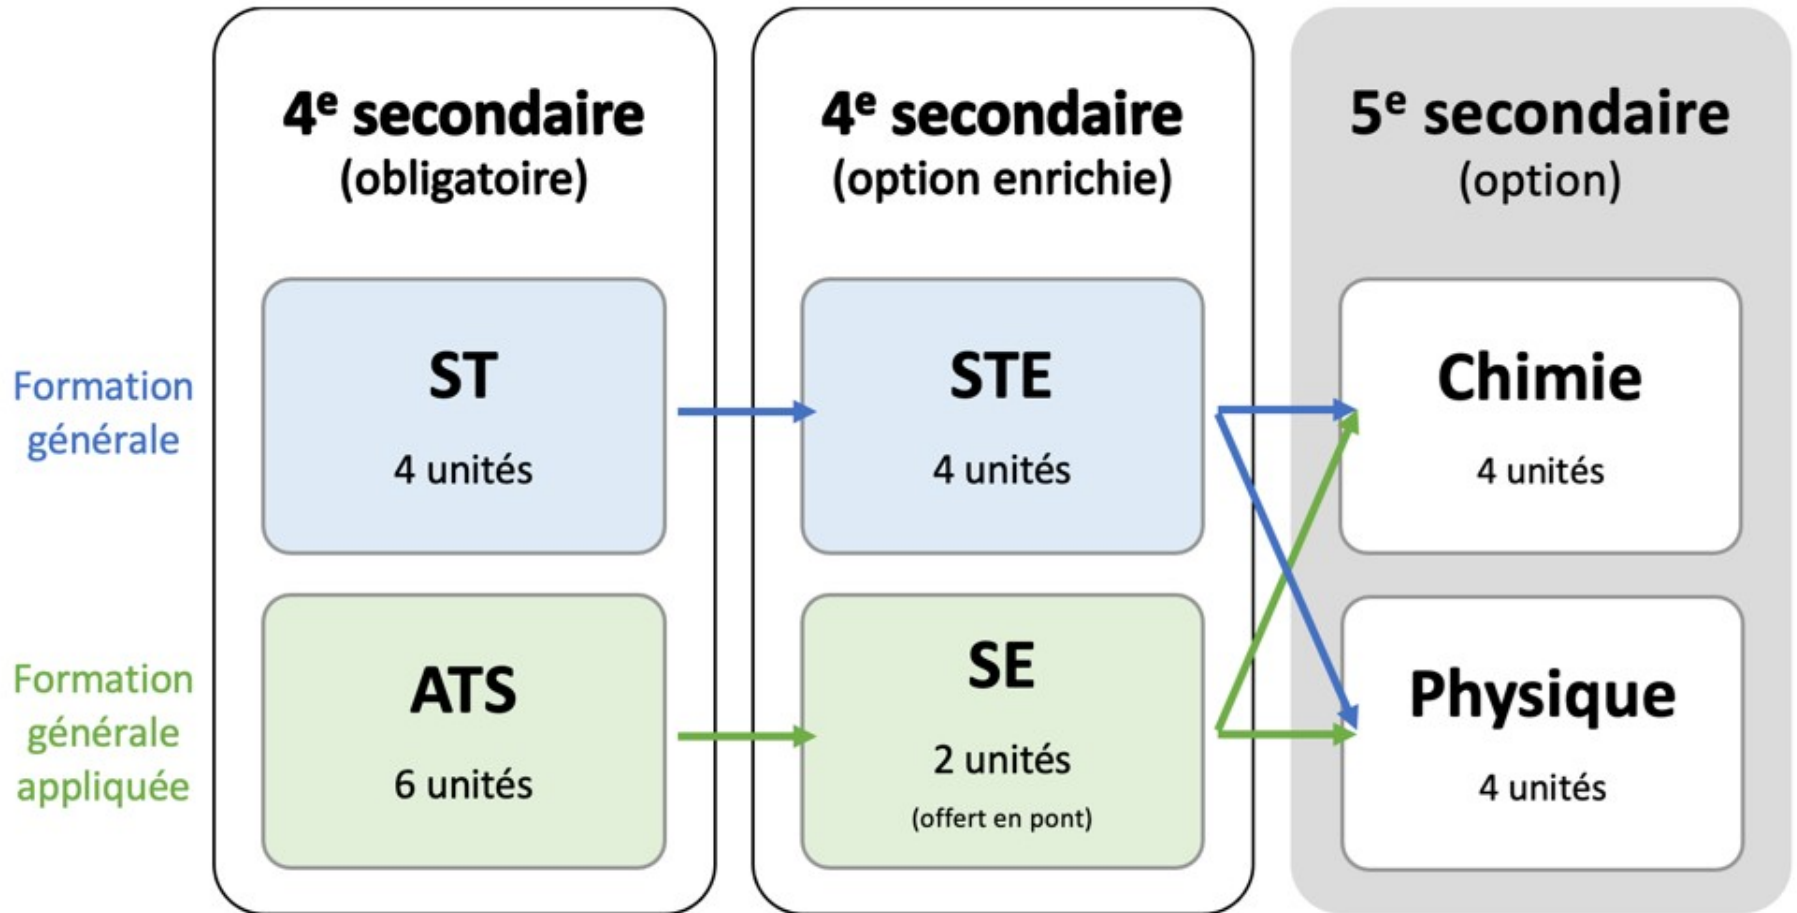 4e secondaire
(obligatoire)
4e secondaire
(option enrichie)
5e secondaire
(option)
Formation
générale
ST
4 unités
STE
4 unités
Chimie
4 unités
Formation
générale
appliquée
ATS
6 unités
SE
2 unités
(offert en pont)
Physique
4 unités